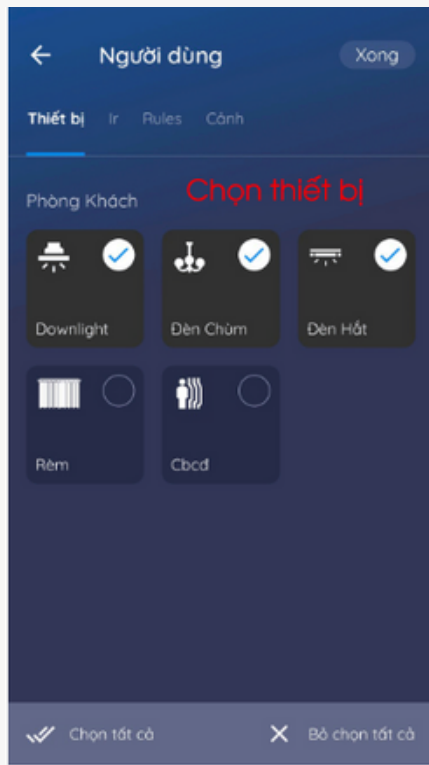 Người dùng
Xong
Thiết bị Ir Rules Cảnh
Chọn thiết bị
Phòng Khách
Downlight
Đèn Chùm
Đèn Hắt
Rèm
Cbcđ
Chọn tất cả
Bỏ chọn tất cả